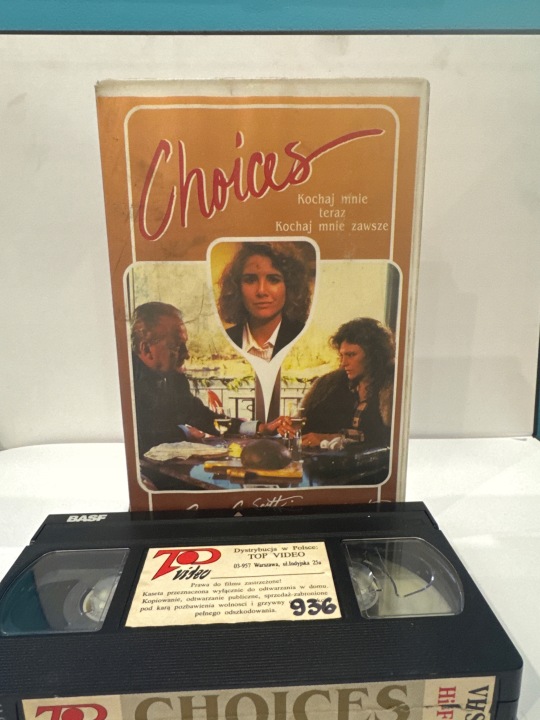 Choices
Kochaj mnie
teraz
Kochaj mnie zawsze
BASF
TOP
video
Dystrybucja w Polsce:
TOP VIDEO
03-957 Warszawa, ul.Indyjska 25a
Prawa do filmu zastrzeżone!
Kaseta przeznaczona wyłącznie do odtwarzania w domu.
Kopiowanie, odtwarzanie publiczne, sprzedaż-zabronione
pod karą pozbawienia wolności i grzywny
936
pełnego odszkodowania.
TOP
CHOICES
VHS